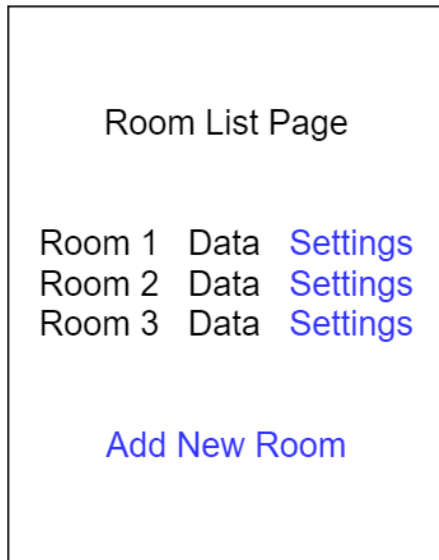 Room List Page
Room 1 Data Settings
Room 2 Data Settings
Room 3 Data Settings
Add New Room